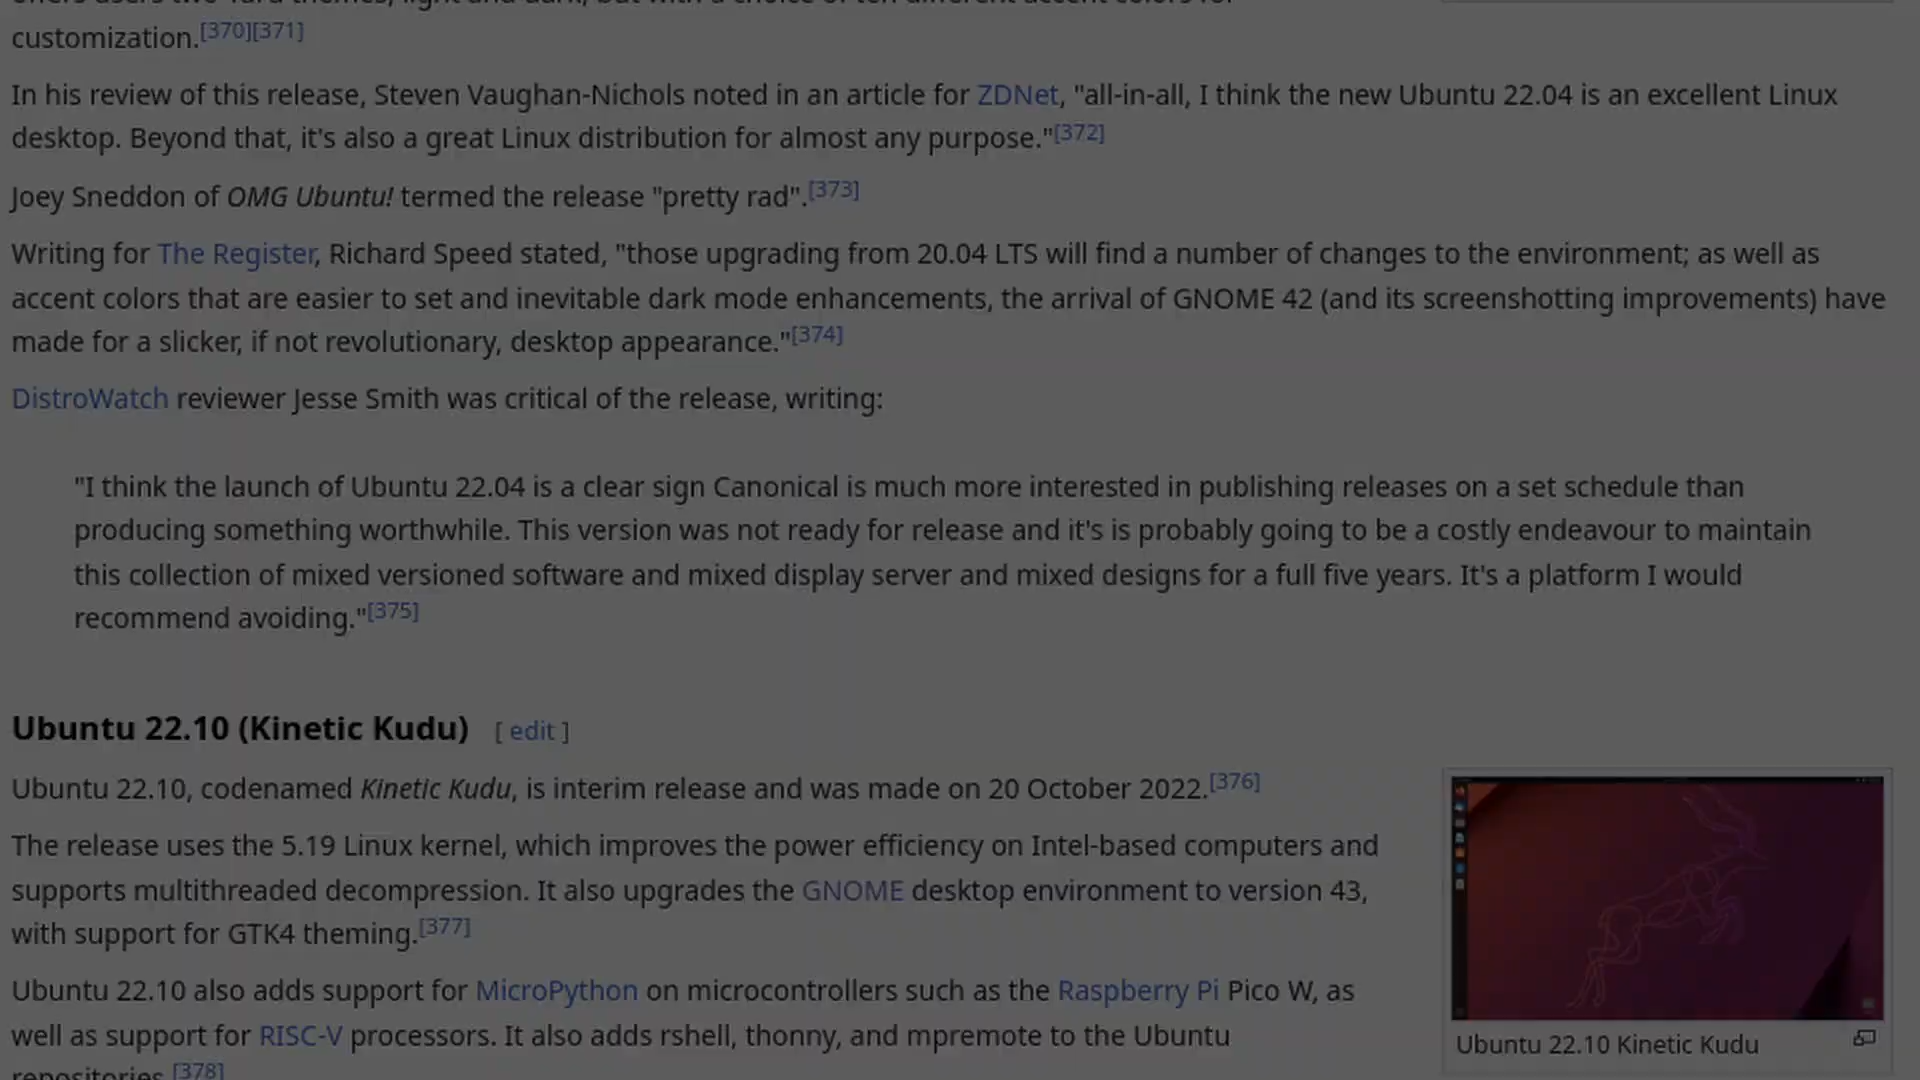 customization.[370][371]
In his review of this release, Steven Vaughan-Nichols noted in an article for ZDNet, "all-in-all, I think the new Ubuntu 22.04 is an excellent Linux
desktop. Beyond that, it's also a great Linux distribution for almost any purpose."[372]
Joey Sneddon of OMG Ubuntu! termed the release "pretty rad".[373]
Writing for The Register, Richard Speed stated, "those upgrading from 20.04 LTS will find a number of changes to the environment; as well as
accent colors that are easier to set and inevitable dark mode enhancements, the arrival of GNOME 42 (and its screenshotting improvements) have
made for a slicker, if not revolutionary, desktop appearance."[374]
DistroWatch reviewer Jesse Smith was critical of the release, writing:
"I think the launch of Ubuntu 22.04 is a clear sign Canonical is much more interested in publishing releases on a set schedule than
producing something worthwhile. This version was not ready for release and it's is probably going to be a costly endeavour to maintain
this collection of mixed versioned software and mixed display server and mixed designs for a full five years. It's a platform I would
recommend avoiding."[375]
Ubuntu 22.10 (Kinetic Kudu) [ edit ]
Ubuntu 22.10, codenamed Kinetic Kudu, is interim release and was made on 20 October 2022.[376]
The release uses the 5.19 Linux kernel, which improves the power efficiency on Intel-based computers and
supports multithreaded decompression. It also upgrades the GNOME desktop environment to version 43,
with support for GTK4 theming.[377]
Ubuntu 22.10 also adds support for MicroPython on microcontrollers such as the Raspberry Pi Pico W, as
well as support for RISC-V processors. It also adds rshell, thonny, and mpremote to the Ubuntu
repositories.[378]
Ubuntu 22.10 Kinetic Kudu